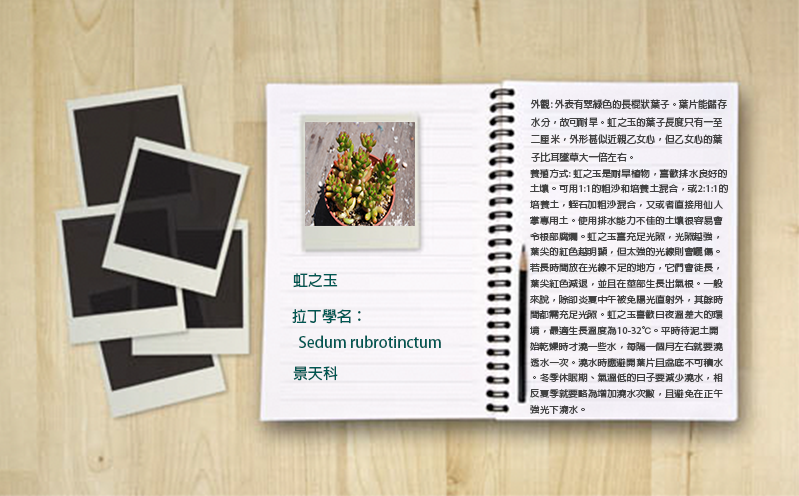 虹之玉
拉丁學名：
Sedum rubrotinctum
景天科
外觀:外表有翠綠色的長棍狀葉子。葉片能儲存
水分，故可耐旱。虹之玉的葉子長度只有一至
二厘米，外形甚似近親乙女心，但乙女心的葉
子比耳墜草大一倍左右。
養殖方式:虹之玉是耐旱植物，喜歡排水良好的
土壤。可用1:1的粗沙和培養土混合，或2:1:1的
培養土，蛭石加粗沙混合，又或者直接用仙人
掌專用土。使用排水能力不佳的土壤很容易會
令根部腐爛。虹之玉喜充足光照，光照越強，
葉尖的紅色越明顯，但太強的光線則會曬傷。
若長時間放在光線不足的地方，它們會徒長，
葉尖紅色減退，並且在莖部生長出氣根。一般
來說，除卻炎夏中午被免陽光直射外，其餘時
間都需充足光照。虹之玉喜歡日夜溫差大的環
境，最適生長溫度為10-32℃。平時待泥土開
始乾燥時才澆一些水，每隔一個月左右就要澆
透水一次。澆水時應避開葉片且盆底不可積水
。冬季休眠期、氣溫低的日子要減少澆水，相
反夏季就要略為增加澆水次數，且避免在正午
強光下澆水。